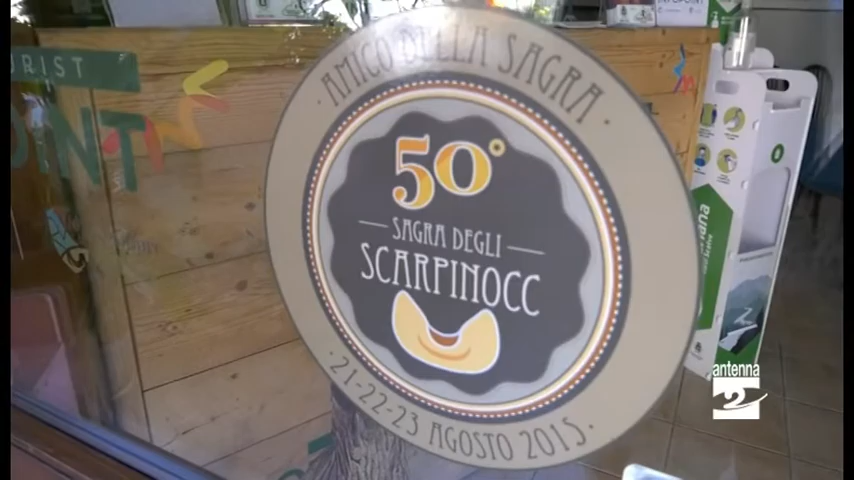 AMICO DELLA SAGRA
50°
SAGRA DEGLI
SCARPINOCC
21-22-23 AGOSTO 2015
antenna
2